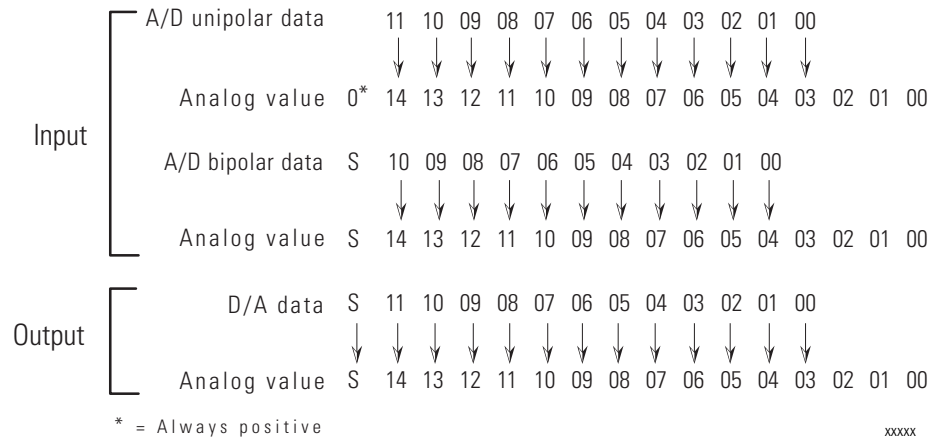 A/D unipolar data 11 10 09 08 07 06 05 04 03 02 01 00
Analog value 0* 14 13 12 11 10 09 08 07 06 05 04 03 02 01 00
Input
A/D bipolar data S 10 09 08 07 06 05 04 03 02 01 00
Analog value S 14 13 12 11 10 09 08 07 06 05 04 03 02 01 00
D/A data S 11 10 09 08 07 06 05 04 03 02 01 00
Output
Analog value S 14 13 12 11 10 09 08 07 06 05 04 03 02 01 00
* = Always positive
xxxxx